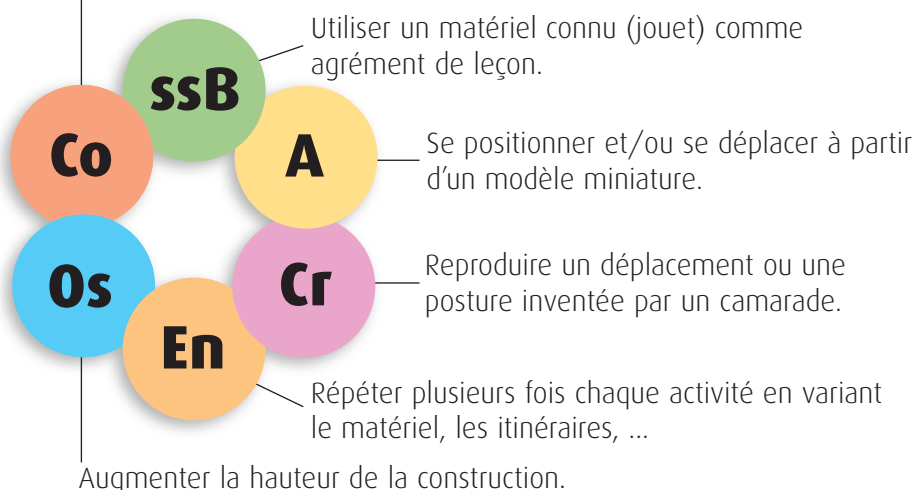 Utiliser un matériel connu (jouet) comme
agrément de leçon.
ssB
Co
A
Se positionner et/ou se déplacer à partir
d’un modèle miniature.
Os
Cr
Reproduire un déplacement ou une
posture inventée par un camarade.
En
Répéter plusieurs fois chaque activité en variant
le matériel, les itinéraires, ...
Augmenter la hauteur de la construction.